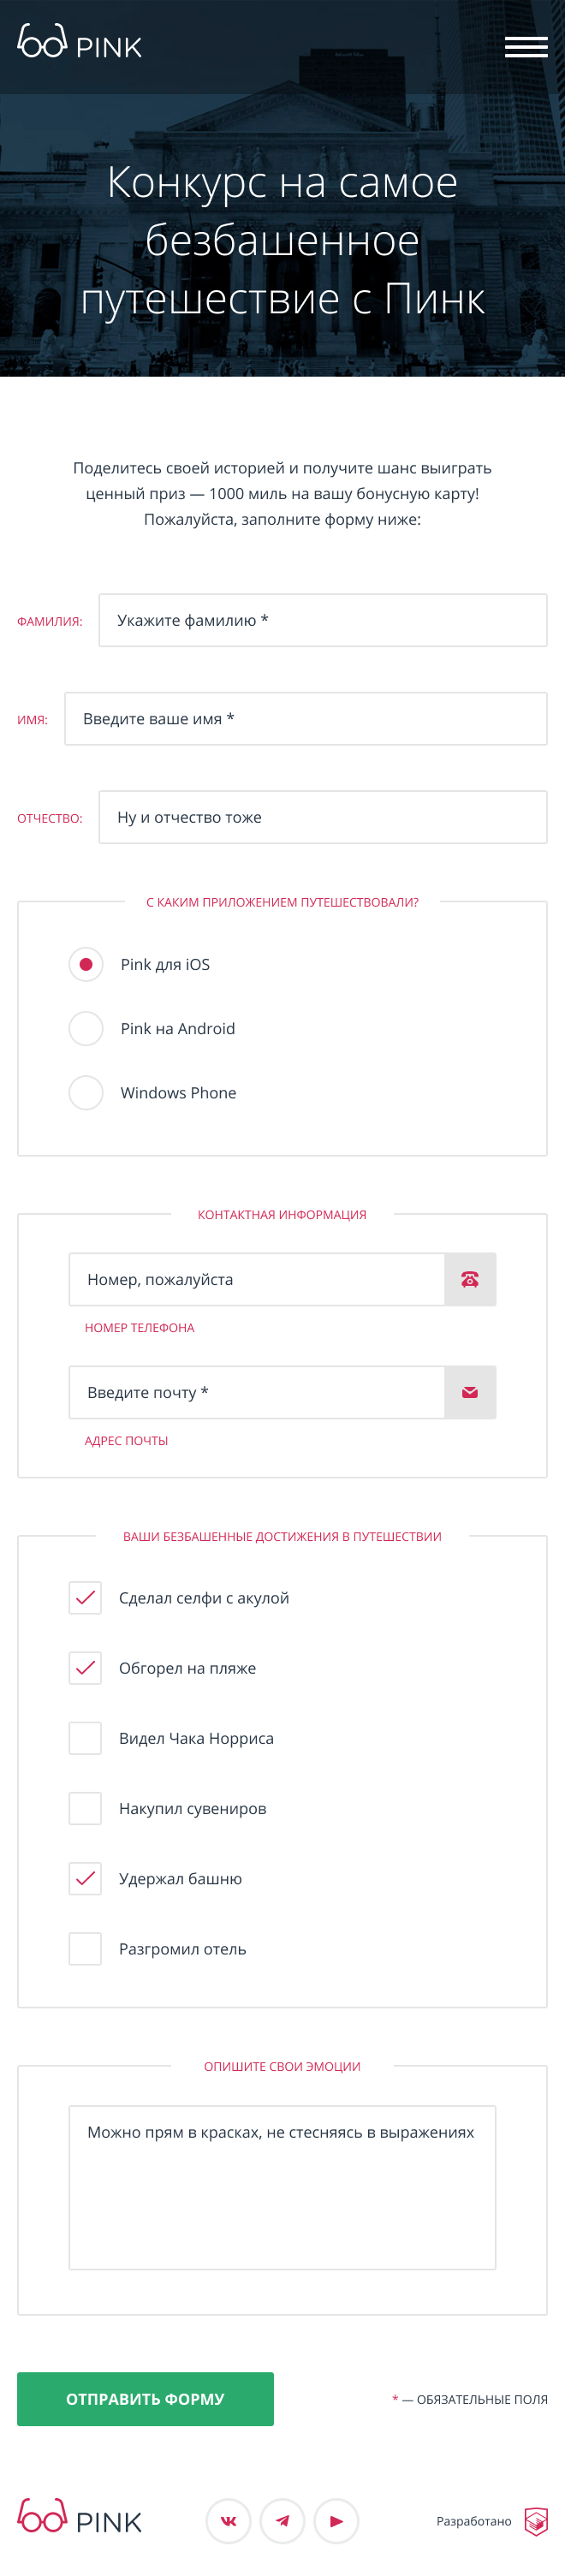 PINK
Конкурс на самое
безбашенное
путешествие с Пинк
Поделитесь своей историей и получите шанс выиграть
ценный приз — 1000 миль на вашу бонусную карту!
Пожалуйста, заполните форму ниже:
ФАМИЛИЯ:
Укажите фамилию *
ИМЯ:
Введите ваше имя *
ОТЧЕСТВО:
Ну и отчество тоже
С КАКИМ ПРИЛОЖЕНИЕМ ПУТЕШЕСТВОВАЛИ?
Pink для iOS
Pink на Android
Windows Phone
КОНТАКТНАЯ ИНФОРМАЦИЯ
Номер, пожалуйста
НОМЕР ТЕЛЕФОНА
Введите почту *
АДРЕС ПОЧТЫ
ВАШИ БЕЗБАШЕННЫЕ ДОСТИЖЕНИЯ В ПУТЕШЕСТВИИ
Сделал селфи с акулой
Обгорел на пляже
Видел Чака Норриса
Накупил сувениров
Удержал башню
Разгромил отель
ОПИШИТЕ СВОИ ЭМОЦИИ
Можно прям в красках, не стесняясь в выражениях
ОТПРАВИТЬ ФОРМУ
* — ОБЯЗАТЕЛЬНЫЕ ПОЛЯ
PINK
Разработано